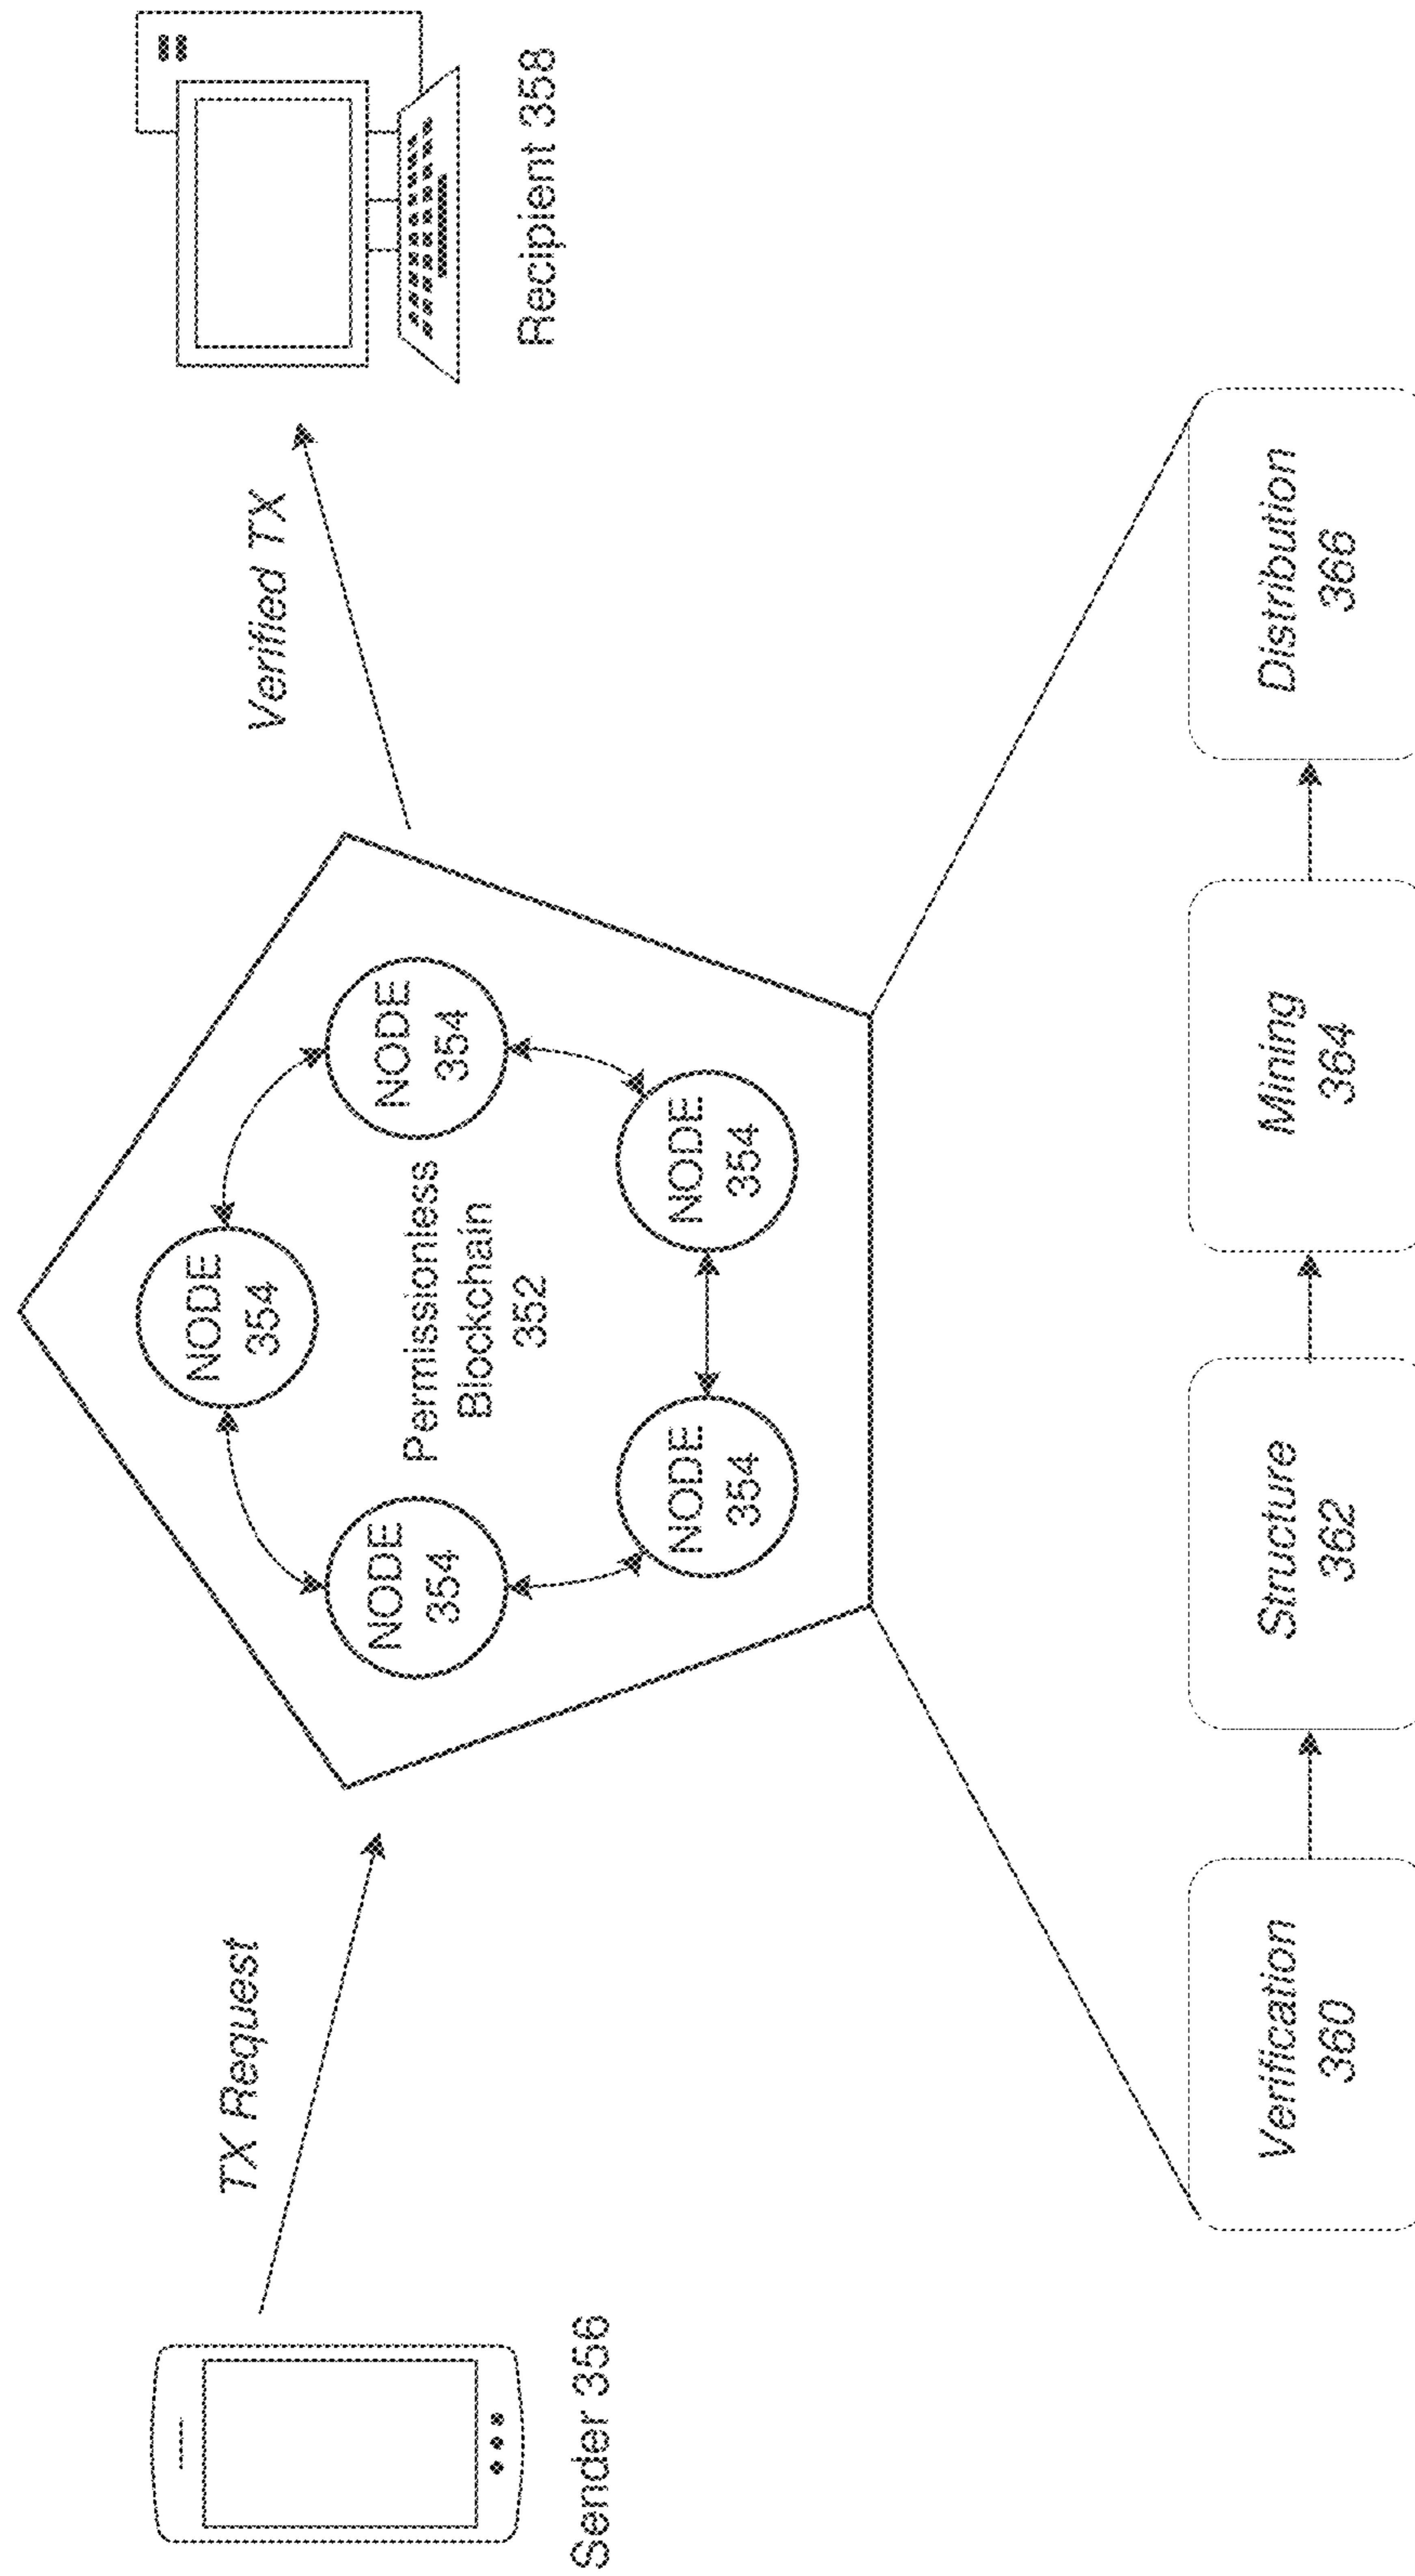 TX Request
Verified TX
Sender 356
Recipient 358
NODE
354
NODE
354
NODE
354
Permissionless
Blockchain
352
NODE
354
NODE
354
Verification
360
Structure
362
Mining
364
Distribution
366